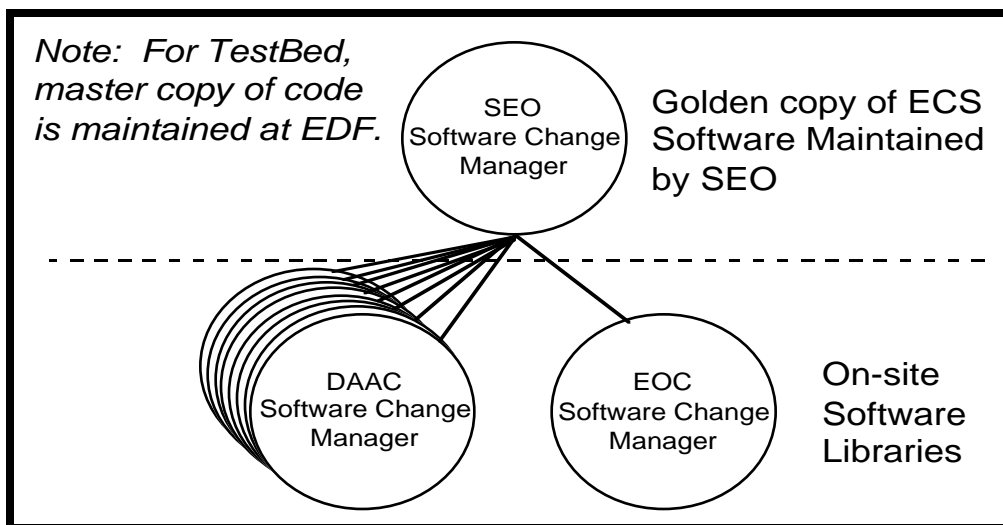 Note: For TestBed,
master copy of code
is maintained at EDF.
SEO
Software Change
Manager
Golden copy of ECS
Software Maintained
by SEO
DAAC
Software Change
Manager
EOC
Software Change
Manager
On-site
Software
Libraries